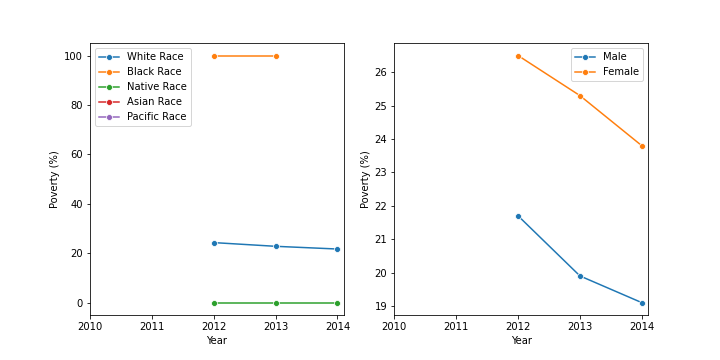 100
80
60
40
20
0
Poverty (%)
White Race
Black Race
Native Race
Asian Race
Pacific Race
2010 2011 2012 2013 2014
Year
26
25
24
23
22
21
20
19
Poverty (%)
Male
Female
2010 2011 2012 2013 2014
Year